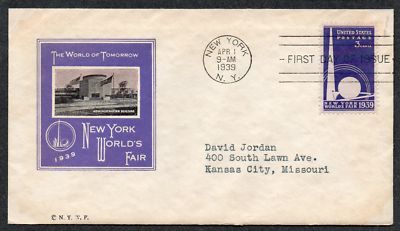 THE WORLD OF TOMORROW
ADMINISTRATION BUILDING
NEW YORK
WORLD'S
FAIR
1939
© N.Y.T.P.
NEW YORK
APR 1
9-AM
1939
N. Y.
FIRST DAY OF ISSUE
UNITED STATES
POSTAGE
3 CENTS
NEW YORK 1939
WORLD'S FAIR
David Jordan
400 South Lawn Ave.
Kansas City, Missouri